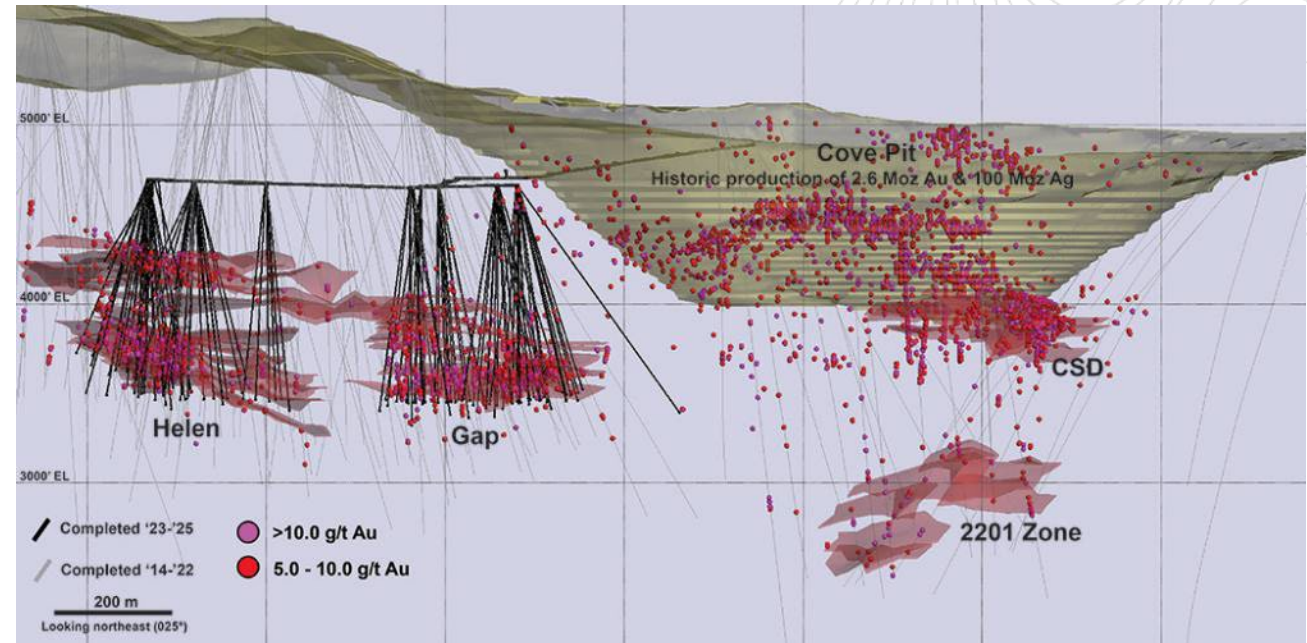 5000' EL
Cove Pit
Historic production of 2.6 Moz Au & 100 Moz Ag
4000' EL
CSD
Helen
Gap
3000' EL
2201 Zone
Completed '23-'25
>10.0 g/t Au
Completed '14-'22
5.0 - 10.0 g/t Au
200 m
Looking northeast (025°)